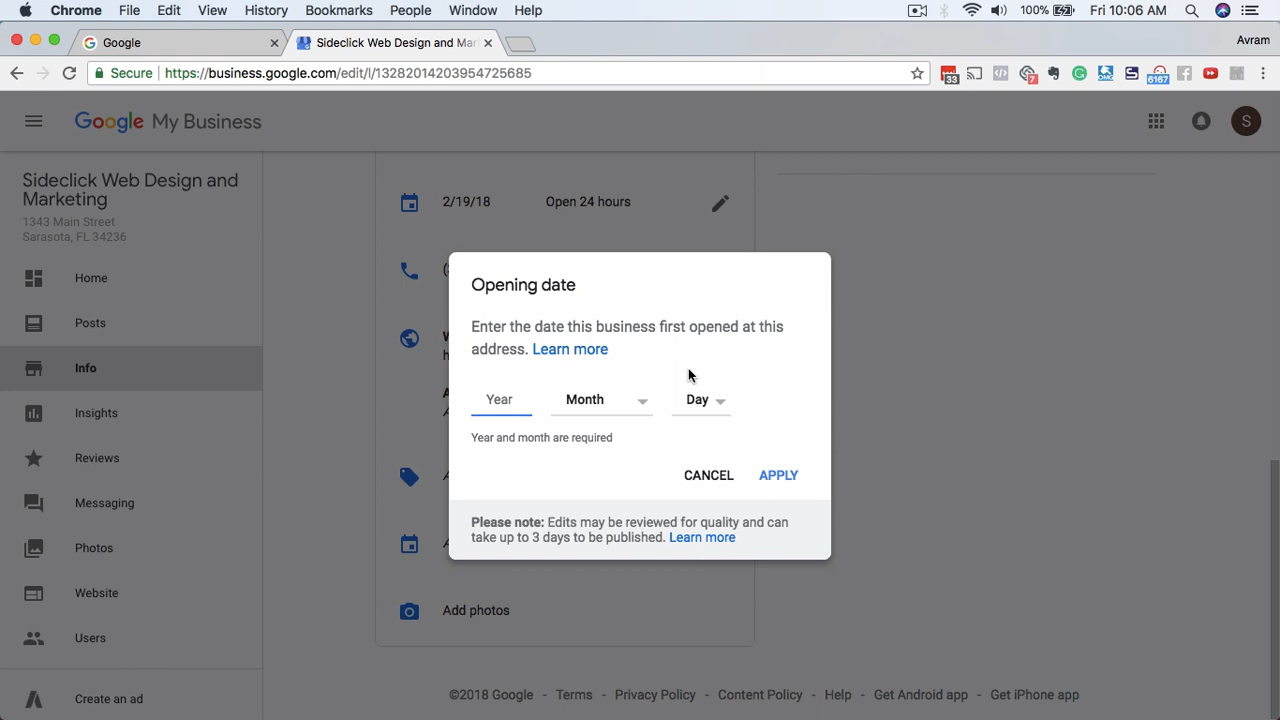 Chrome File Edit View History Bookmarks People Window Help 100% Fri 10:06 AM
Google Sideclick Web Design and Mar Avram
Secure https://business.google.com/edit/l/13282014203954725685 33 7 6167
Google My Business S
Sideclick Web Design and
Marketing
1343 Main Street
Sarasota, FL 34236
Home
Posts
Info
Insights
Reviews
Messaging
Photos
Website
Users
Create an ad
2/19/18 Open 24 hours
Opening date
Enter the date this business first opened at this
address. Learn more
Year Month Day
Year and month are required
CANCEL APPLY
Please note: Edits may be reviewed for quality and can
take up to 3 days to be published. Learn more
Add photos
©2018 Google - Terms - Privacy Policy - Content Policy - Help - Get Android app - Get iPhone app